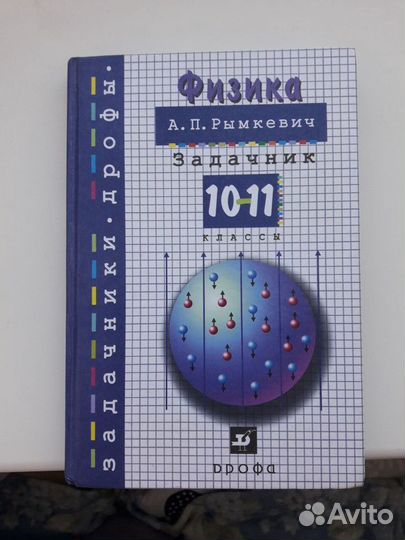 задачники. дрофы.
Физика
А.П.Рымкевич
Задачник
10-11
классы
дрофа
Avito